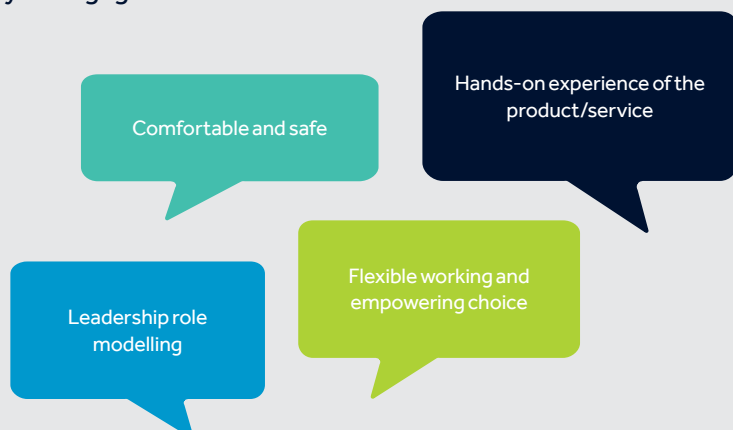 Hands-on experience of the
product/service
Comfortable and safe
Flexible working and
empowering choice
Leadership role
modelling